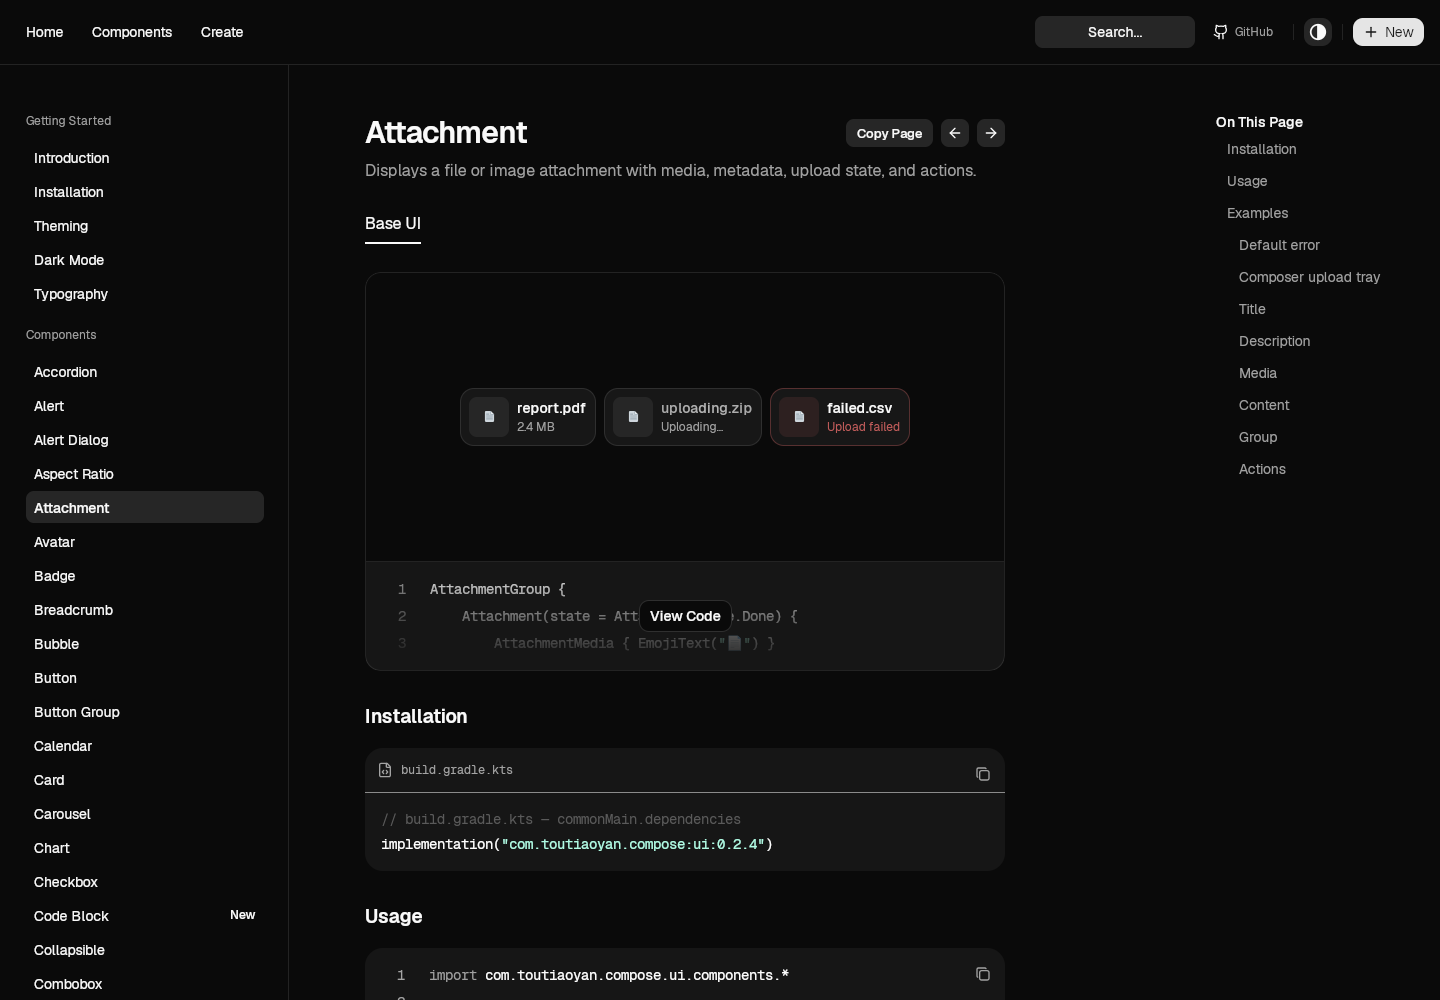 Home Components Create Search... GitHub New
Getting Started
Introduction
Installation
Theming
Dark Mode
Typography
Components
Accordion
Alert
Alert Dialog
Aspect Ratio
Attachment
Avatar
Badge
Breadcrumb
Bubble
Button
Button Group
Calendar
Card
Carousel
Chart
Checkbox
Code Block New
Collapsible
Combobox
Attachment
Copy Page
Displays a file or image attachment with media, metadata, upload state, and actions.
Base UI
report.pdf
2.4 MB
uploading.zip
Uploading...
failed.csv
Upload failed
1 AttachmentGroup {
2 Attachment(state = Att .Done) {
View Code
3 AttachmentMedia { EmojiText("📄") }
Installation
build.gradle.kts
// build.gradle.kts — commonMain.dependencies
implementation("com.toutiaoyan.compose:ui:0.2.4")
Usage
1 import com.toutiaoyan.compose.ui.components.*
On This Page
Installation
Usage
Examples
Default error
Composer upload tray
Title
Description
Media
Content
Group
Actions